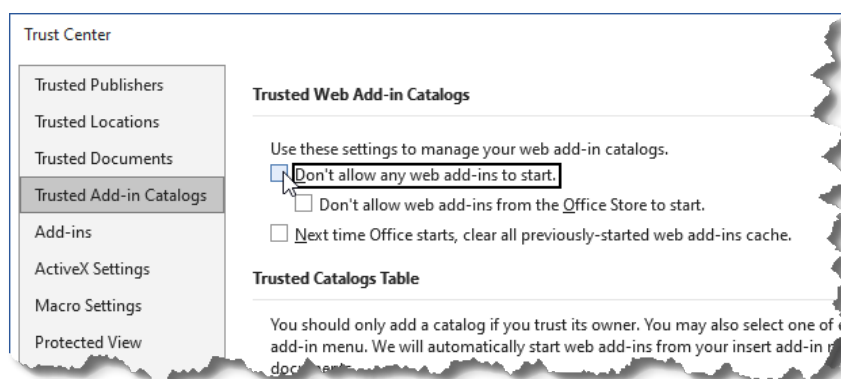 Trust Center
Trusted Publishers
Trusted Locations
Trusted Documents
Trusted Add-in Catalogs
Add-ins
ActiveX Settings
Macro Settings
Protected View
Trusted Web Add-in Catalogs
Use these settings to manage your web add-in catalogs.
Don't allow any web add-ins to start.
Don't allow web add-ins from the Office Store to start.
Next time Office starts, clear all previously-started web add-ins cache.
Trusted Catalogs Table
You should only add a catalog if you trust its owner. You may also select one of
add-in menu. We will automatically start web add-ins from your insert add-in